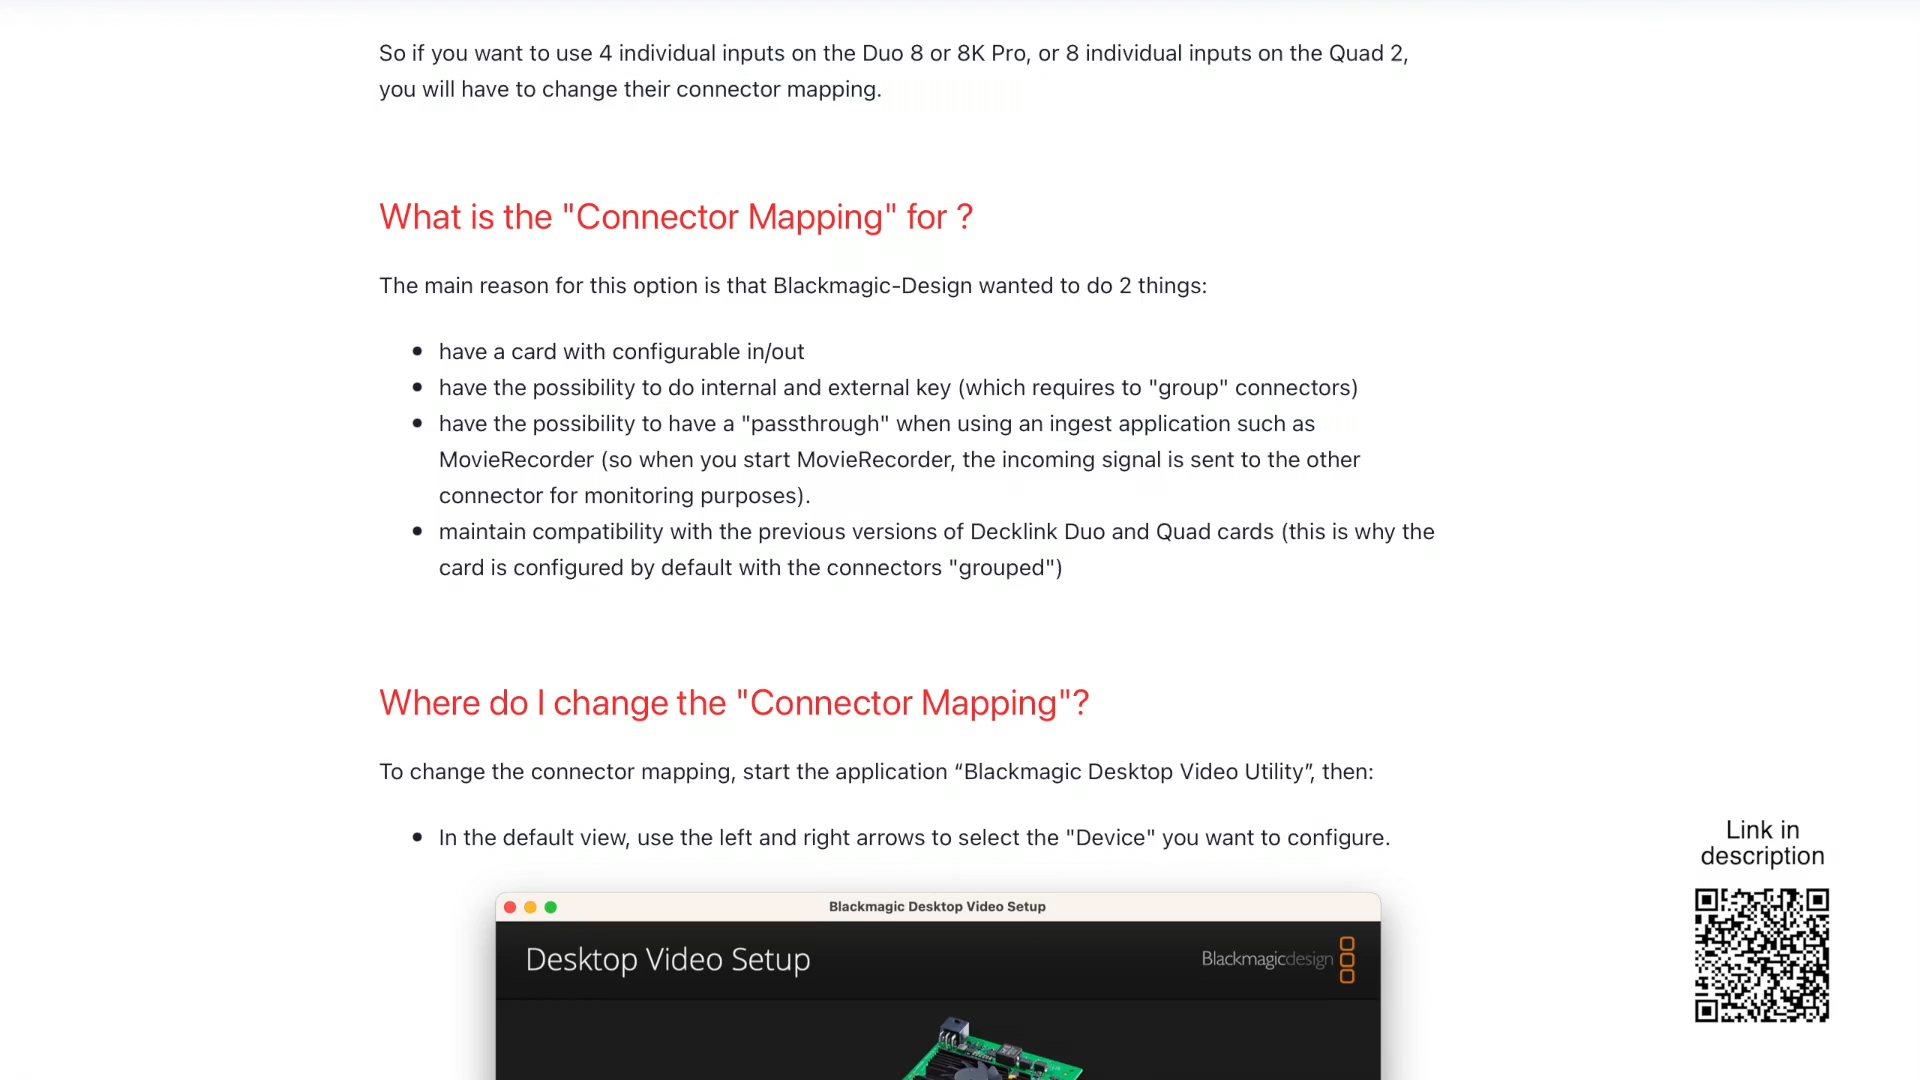 So if you want to use 4 individual inputs on the Duo 8 or 8K Pro, or 8 individual inputs on the Quad 2,
you will have to change their connector mapping.
What is the "Connector Mapping" for ?
The main reason for this option is that Blackmagic-Design wanted to do 2 things:
• have a card with configurable in/out
• have the possibility to do internal and external key (which requires to "group" connectors)
• have the possibility to have a "passthrough" when using an ingest application such as
MovieRecorder (so when you start MovieRecorder, the incoming signal is sent to the other
connector for monitoring purposes).
• maintain compatibility with the previous versions of Decklink Duo and Quad cards (this is why the
card is configured by default with the connectors "grouped")
Where do I change the "Connector Mapping"?
To change the connector mapping, start the application “Blackmagic Desktop Video Utility”, then:
• In the default view, use the left and right arrows to select the "Device" you want to configure.
Link in
description
Blackmagic Desktop Video Setup
Desktop Video Setup
Blackmagicdesign